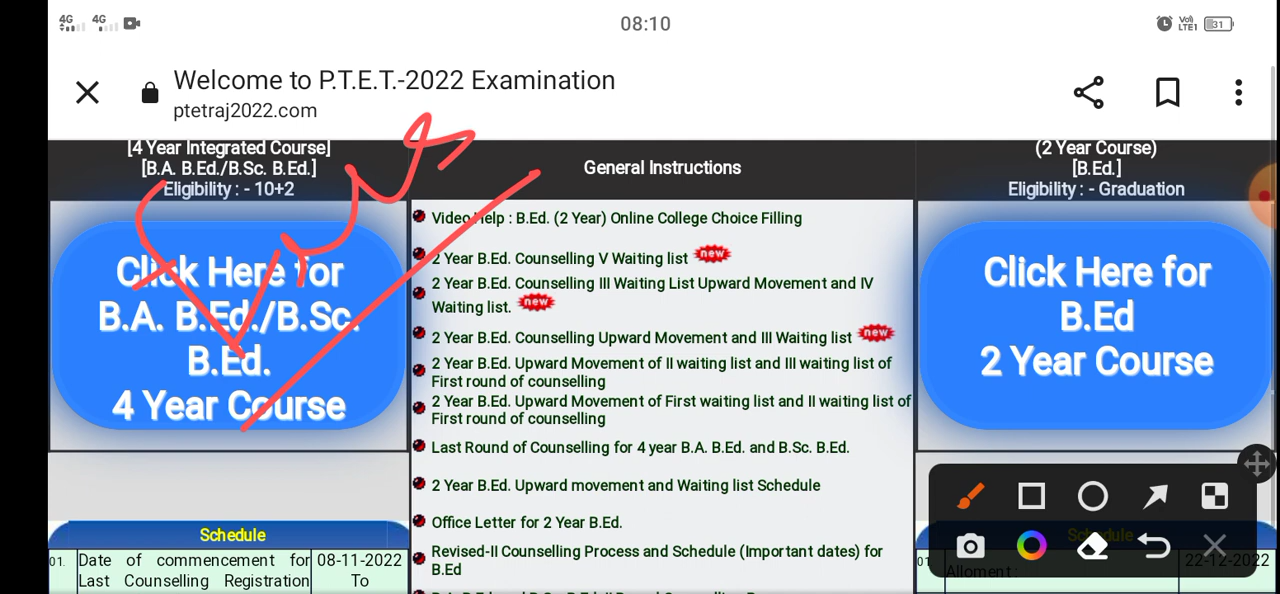 4G 4G 08:10 Vo) LTE1 31
Welcome to P.T.E.T.-2022 Examination
ptetraj2022.com
[4 Year Integrated Course]
[B.A. B.Ed./B.Sc. B.Ed.]
Eligibility : - 10+2
Click Here for
B.A. B.Ed./B.Sc.
B.Ed.
4 Year Course
Schedule
01. Date of commencement for 08-11-2022
Last Counselling Registration To
General Instructions
Video Help : B.Ed. (2 Year) Online College Choice Filling
2 Year B.Ed. Counselling V Waiting list new
2 Year B.Ed. Counselling III Waiting List Upward Movement and IV
Waiting list. new
2 Year B.Ed. Counselling Upward Movement and III Waiting list new
2 Year B.Ed. Upward Movement of II waiting list and III waiting list of
First round of counselling
2 Year B.Ed. Upward Movement of First waiting list and II waiting list of
First round of counselling
Last Round of Counselling for 4 year B.A. B.Ed. and B.Sc. B.Ed.
2 Year B.Ed. Upward movement and Waiting list Schedule
Office Letter for 2 Year B.Ed.
Revised-II Counselling Process and Schedule (Important dates) for
B.Ed
(2 Year Course)
[B.Ed.]
Eligibility : - Graduation
Click Here for
B.Ed
2 Year Course
Schedule
01. 22-12-2022
Alloment :